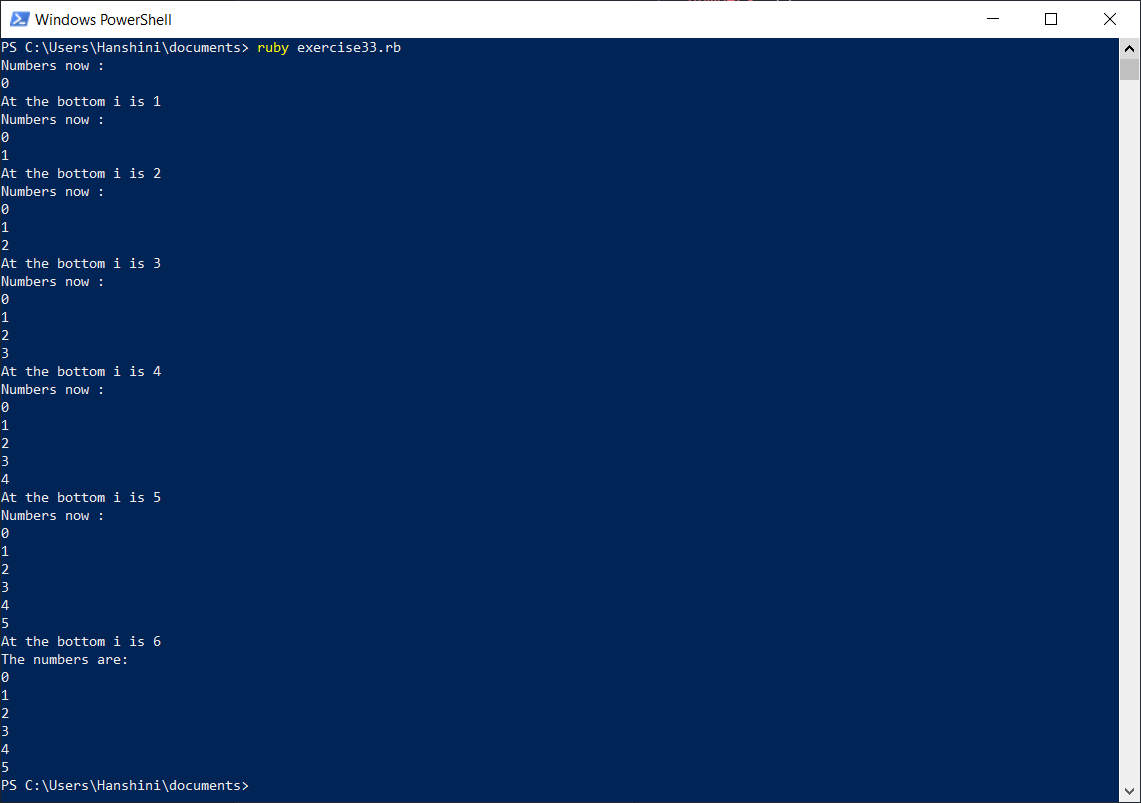 Windows PowerShell
PS C:\Users\Hanshini\documents> ruby exercise33.rb
Numbers now :
0
At the bottom i is 1
Numbers now :
0
1
At the bottom i is 2
Numbers now :
0
1
2
At the bottom i is 3
Numbers now :
0
1
2
3
At the bottom i is 4
Numbers now :
0
1
2
3
4
At the bottom i is 5
Numbers now :
0
1
2
3
4
5
At the bottom i is 6
The numbers are:
0
1
2
3
4
5
PS C:\Users\Hanshini\documents>